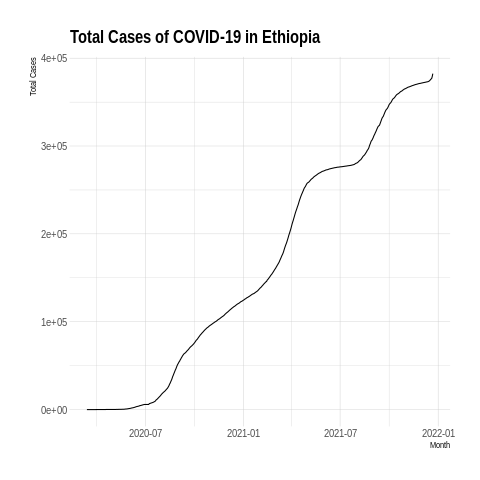 Total Cases of COVID-19 in Ethiopia
Total Cases
4e+05
3e+05
2e+05
1e+05
0e+00
2020-07 2021-01 2021-07 2022-01
Month